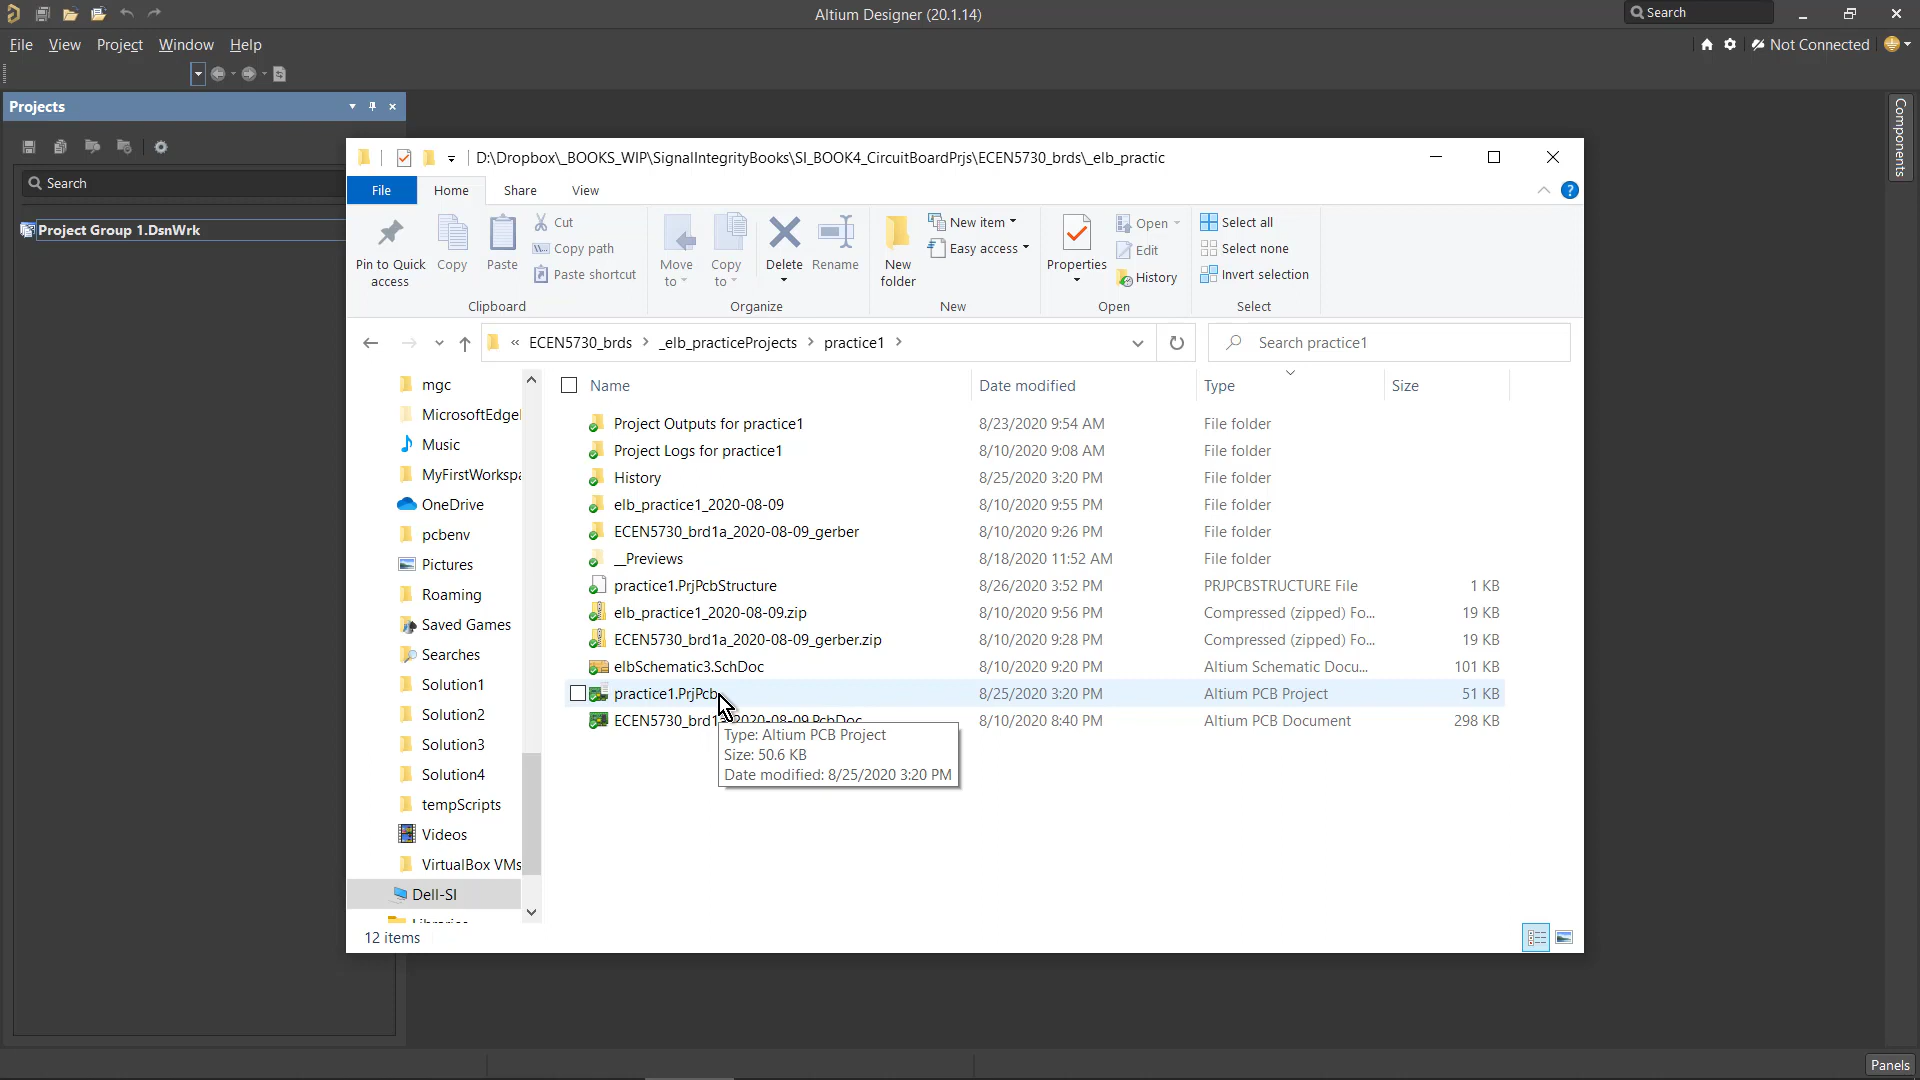 Altium Designer (20.1.14)
Search
File View Project Window Help
Not Connected
Projects
Search
Project Group 1.DsnWrk
Components
D:\Dropbox\_BOOKS_WIP\SignalIntegrityBooks\SI_BOOK4_CircuitBoardPrjs\ECEN5730_brds\_elb_practic
File Home Share View
Pin to Quick access
Copy
Paste
Cut
Copy path
Paste shortcut
Clipboard
Move to
Copy to
Delete
Rename
Organize
New folder
New item
Easy access
New
Properties
Open
Edit
History
Open
Select all
Select none
Invert selection
Select
« ECEN5730_brds > _elb_practiceProjects > practice1 >
Search practice1
mgc
MicrosoftEdge
Music
MyFirstWorkspa
OneDrive
pcbenv
Pictures
Roaming
Saved Games
Searches
Solution1
Solution2
Solution3
Solution4
tempScripts
Videos
VirtualBox VMs
Dell-SI
Name Date modified Type Size
Project Outputs for practice1 8/23/2020 9:54 AM File folder
Project Logs for practice1 8/10/2020 9:08 AM File folder
History 8/25/2020 3:20 PM File folder
elb_practice1_2020-08-09 8/10/2020 9:55 PM File folder
ECEN5730_brd1a_2020-08-09_gerber 8/10/2020 9:26 PM File folder
__Previews 8/18/2020 11:52 AM File folder
practice1.PrjPcbStructure 8/26/2020 3:52 PM PRJPCBSTRUCTURE File 1 KB
elb_practice1_2020-08-09.zip 8/10/2020 9:56 PM Compressed (zipped) Fo... 19 KB
ECEN5730_brd1a_2020-08-09_gerber.zip 8/10/2020 9:28 PM Compressed (zipped) Fo... 19 KB
elbSchematic3.SchDoc 8/10/2020 9:20 PM Altium Schematic Docu... 101 KB
practice1.PrjPcb 8/25/2020 3:20 PM Altium PCB Project 51 KB
ECEN5730_brd1a_2020-08-09.PcbDoc 8/10/2020 8:40 PM Altium PCB Document 298 KB
Type: Altium PCB Project
Size: 50.6 KB
Date modified: 8/25/2020 3:20 PM
12 items
Panels